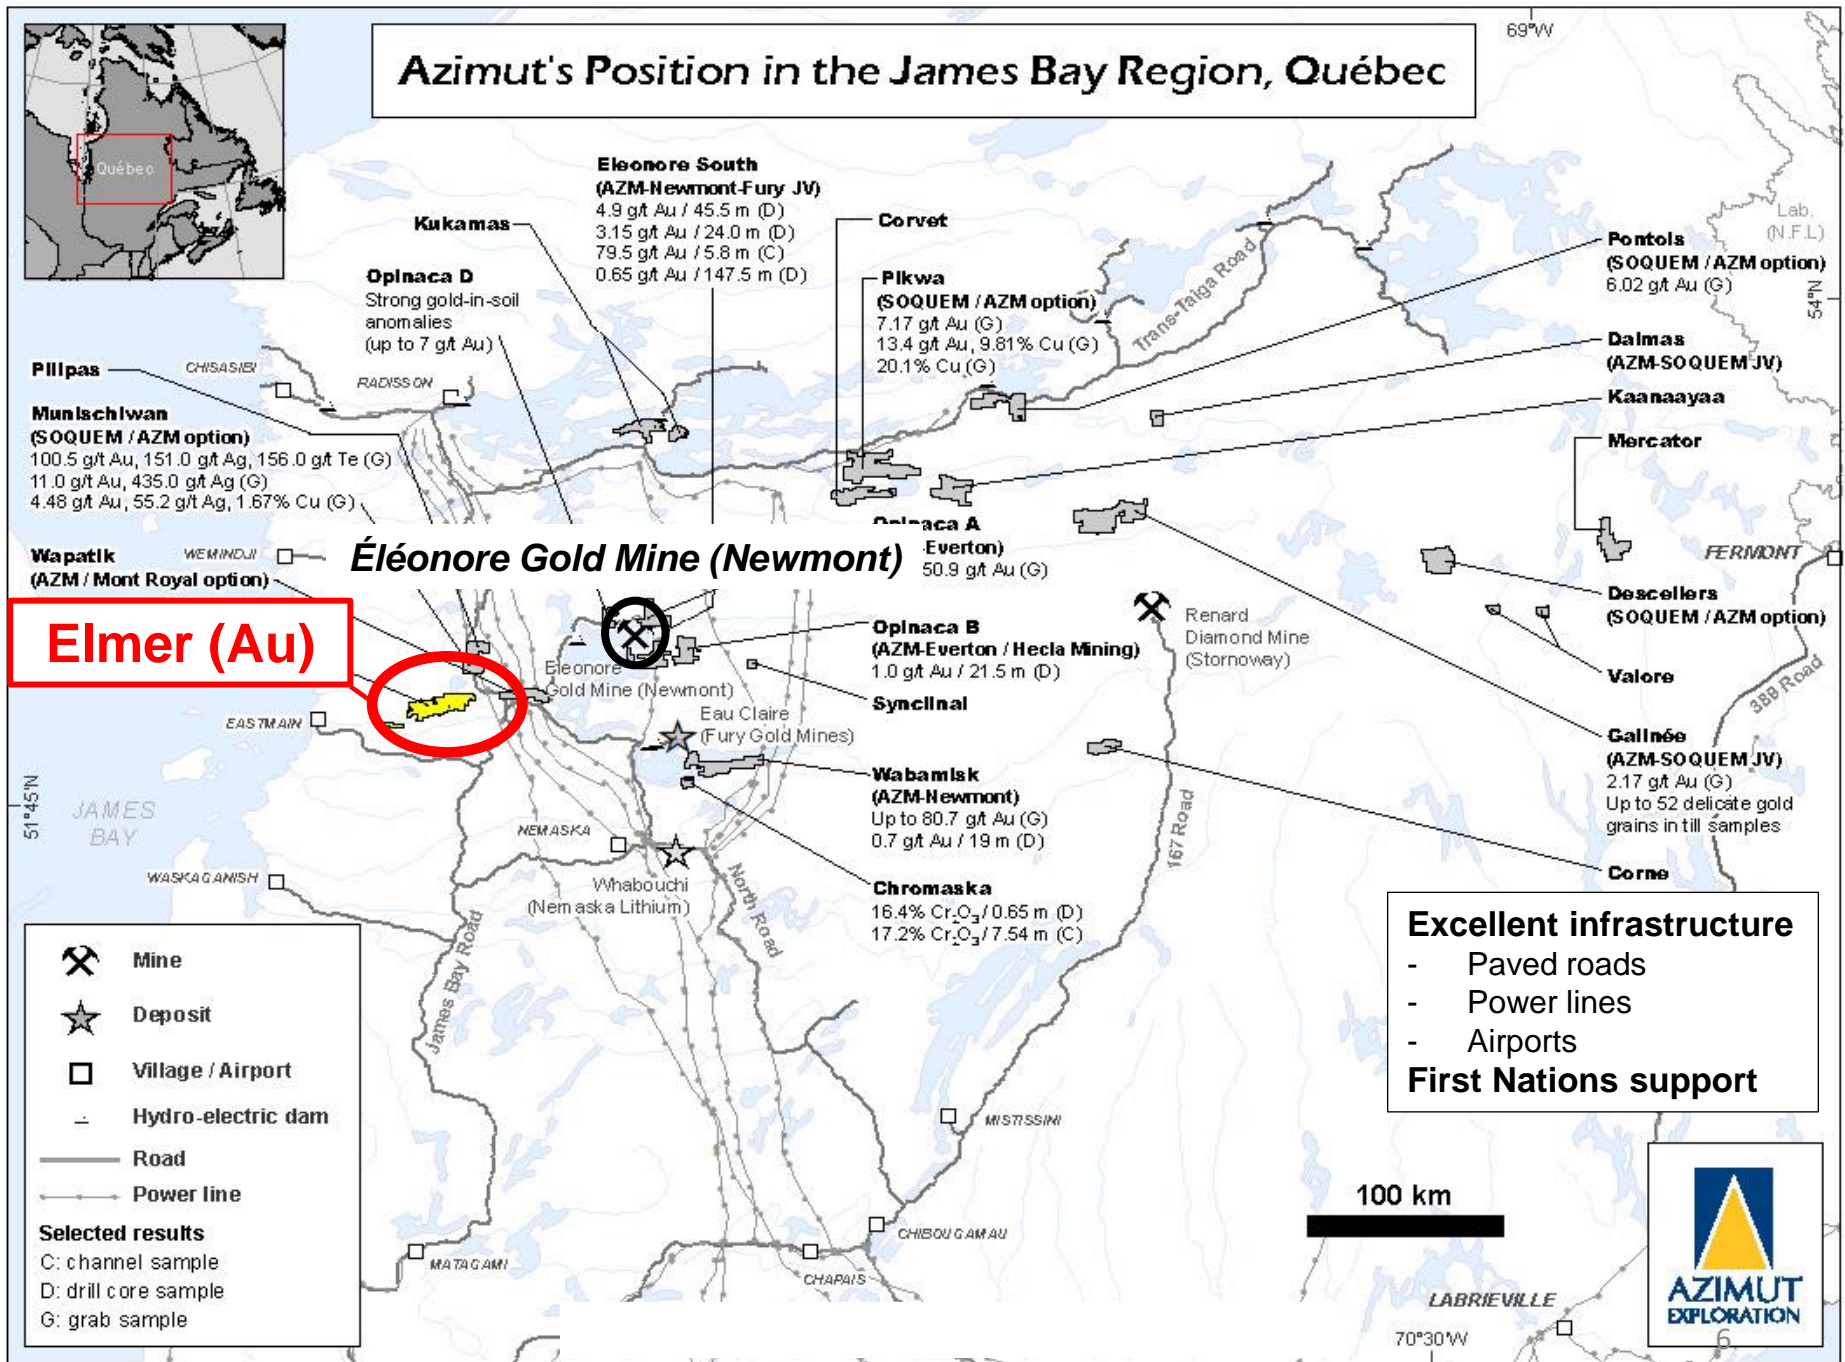 Azimut's Position in the James Bay Region, Québec
69°W
Québec
Eleonore South
(AZM-Newmont-Fury JV)
4.9 g/t Au / 45.5 m (D)
3.15 g/t Au / 24.0 m (D)
79.5 g/t Au / 5.8 m (C)
0.65 g/t Au / 147.5 m (D)
Kukamas
Corvet
Opinaca D
Strong gold-in-soil
anomalies
(up to 7 g/t Au)
Pikwa
(SOQUEM / AZM option)
7.17 g/t Au (G)
13.4 g/t Au, 9.81% Cu (G)
20.1% Cu (G)
Trans-Taiga Road
Lab.
(N.F.L)
Pontois
(SOQUEM / AZM option)
6.02 g/t Au (G)
54°N
Dalmas
(AZM-SOQUEM JV)
Kaanaayaa
Mercator
Pilipas
CHISASIBI
RADISSON
Munischiwan
(SOQUEM / AZM option)
100.5 g/t Au, 151.0 g/t Ag, 156.0 g/t Te (G)
11.0 g/t Au, 435.0 g/t Ag (G)
4.48 g/t Au, 55.2 g/t Ag, 1.67% Cu (G)
Wapatik
(AZM / Mont Royal option)
WEMINDJI
Éléonore Gold Mine (Newmont)
Opinaca A
-Everton)
50.9 g/t Au (G)
FERMONT
Descellers
(SOQUEM / AZM option)
Elmer (Au)
Eleonore
Gold Mine (Newmont)
Opinaca B
(AZM-Everton / Hecla Mining)
1.0 g/t Au / 21.5 m (D)
Synclinal
Renard
Diamond Mine
(Stornoway)
Valore
388 Road
EASTMAIN
Eau Claire
(Fury Gold Mines)
Galinée
(AZM-SOQUEM JV)
2.17 g/t Au (G)
Up to 52 delicate gold
grains in till samples
Wabamisk
(AZM-Newmont)
Up to 80.7 g/t Au (G)
0.7 g/t Au / 19 m (D)
51°45'N
JAMES
BAY
NEMASKA
167 Road
WASKAGANISH
Whabouchi
(Nemaska Lithium)
North Road
Chromaska
16.4% Cr2O3 / 0.65 m (D)
17.2% Cr2O3 / 7.54 m (C)
Corne
James Bay Road
Excellent infrastructure
- Paved roads
- Power lines
- Airports
First Nations support
Mine
Deposit
Village / Airport
Hydro-electric dam
Road
Power line
Selected results
C: channel sample
D: drill core sample
G: grab sample
MISTISSINI
100 km
CHIBOUGAMAU
MATAGAMI
CHAPAIS
LABRIEVILLE
70°30'W
AZIMUT
EXPLORATION
6